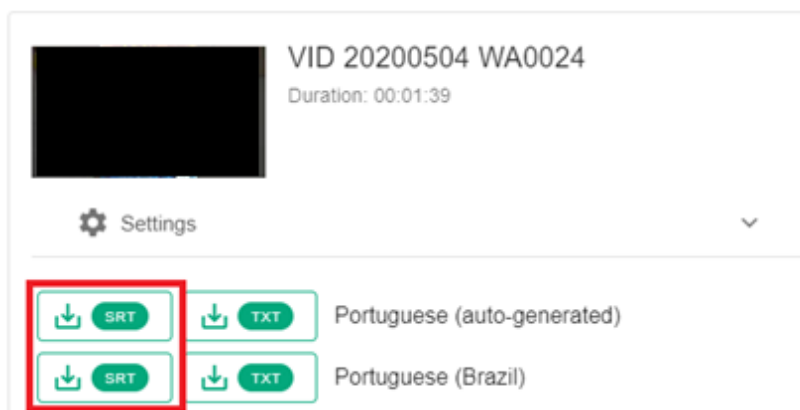 VID 20200504 WA0024
Duration: 00:01:39
Settings
SRT TXT Portuguese (auto-generated)
SRT TXT Portuguese (Brazil)